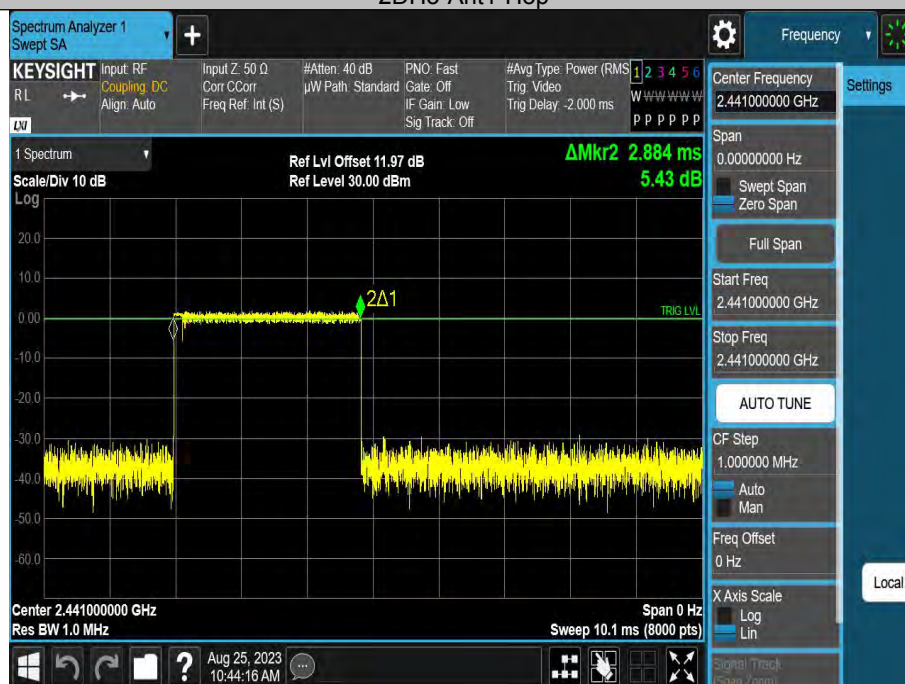 2DH5 Ant1 Hop
Spectrum Analyzer 1
Swept SA
+
Frequency
KEYSIGHT
RL
LXI
Input: RF
Coupling: DC
Align: Auto
Input Z: 50 Ω
Corr CCorr
Freq Ref: Int (S)
#Atten: 40 dB
µW Path: Standard
PNO: Fast
Gate: Off
IF Gain: Low
Sig Track: Off
#Avg Type: Power (RMS
Trig: Video
Trig Delay: -2.000 ms
1 2 3 4 5 6
W W W W W W
P P P P P P
1 Spectrum
Scale/Div 10 dB
Ref Lvl Offset 11.97 dB
Ref Level 30.00 dBm
ΔMkr2 2.884 ms
5.43 dB
Log
20.0
10.0
0.00
-10.0
-20.0
-30.0
-40.0
-50.0
-60.0
2Δ1
TRIG LVL
Center 2.441000000 GHz
Res BW 1.0 MHz
Span 0 Hz
Sweep 10.1 ms (8000 pts)
Center Frequency
2.441000000 GHz
Settings
Span
0.00000000 Hz
Swept Span
Zero Span
Full Span
Start Freq
2.441000000 GHz
Stop Freq
2.441000000 GHz
AUTO TUNE
CF Step
1.000000 MHz
Auto
Man
Freq Offset
0 Hz
X Axis Scale
Log
Lin
Local
Signal Track
(Span Zoom)
?
Aug 25, 2023
10:44:16 AM